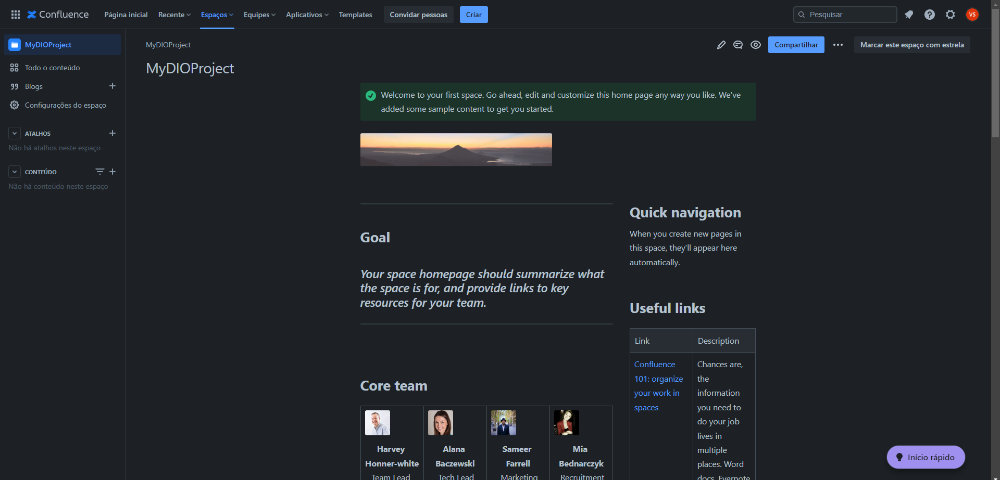 Confluence
Página inicial
Recente
Espaços
Equipes
Aplicativos
Templates
Convidar pessoas
Criar
Pesquisar
VS
MyDIOProject
Todo o conteúdo
Blogs
Configurações do espaço
ATALHOS
Não há atalhos neste espaço
CONTEÚDO
Não há conteúdo neste espaço
MyDIOProject
Compartilhar
Marcar este espaço com estrela
MyDIOProject
Welcome to your first space. Go ahead, edit and customize this home page any way you like. We've
added some sample content to get you started.
Goal
Your space homepage should summarize what
the space is for, and provide links to key
resources for your team.
Core team
Harvey
Honner-white
Team Lead
Alana
Baczewski
Tech Lead
Sameer
Farrell
Marketing
Mia
Bednarczyk
Recruitment
Quick navigation
When you create new pages in
this space, they'll appear here
automatically.
Useful links
Link
Description
Confluence
101: organize
your work in
spaces
Chances are,
the
information
you need to
do your job
lives in
multiple
places. Word
docs, Evernote
Início rápido